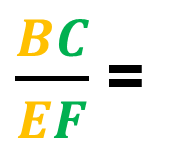 BC/EF =